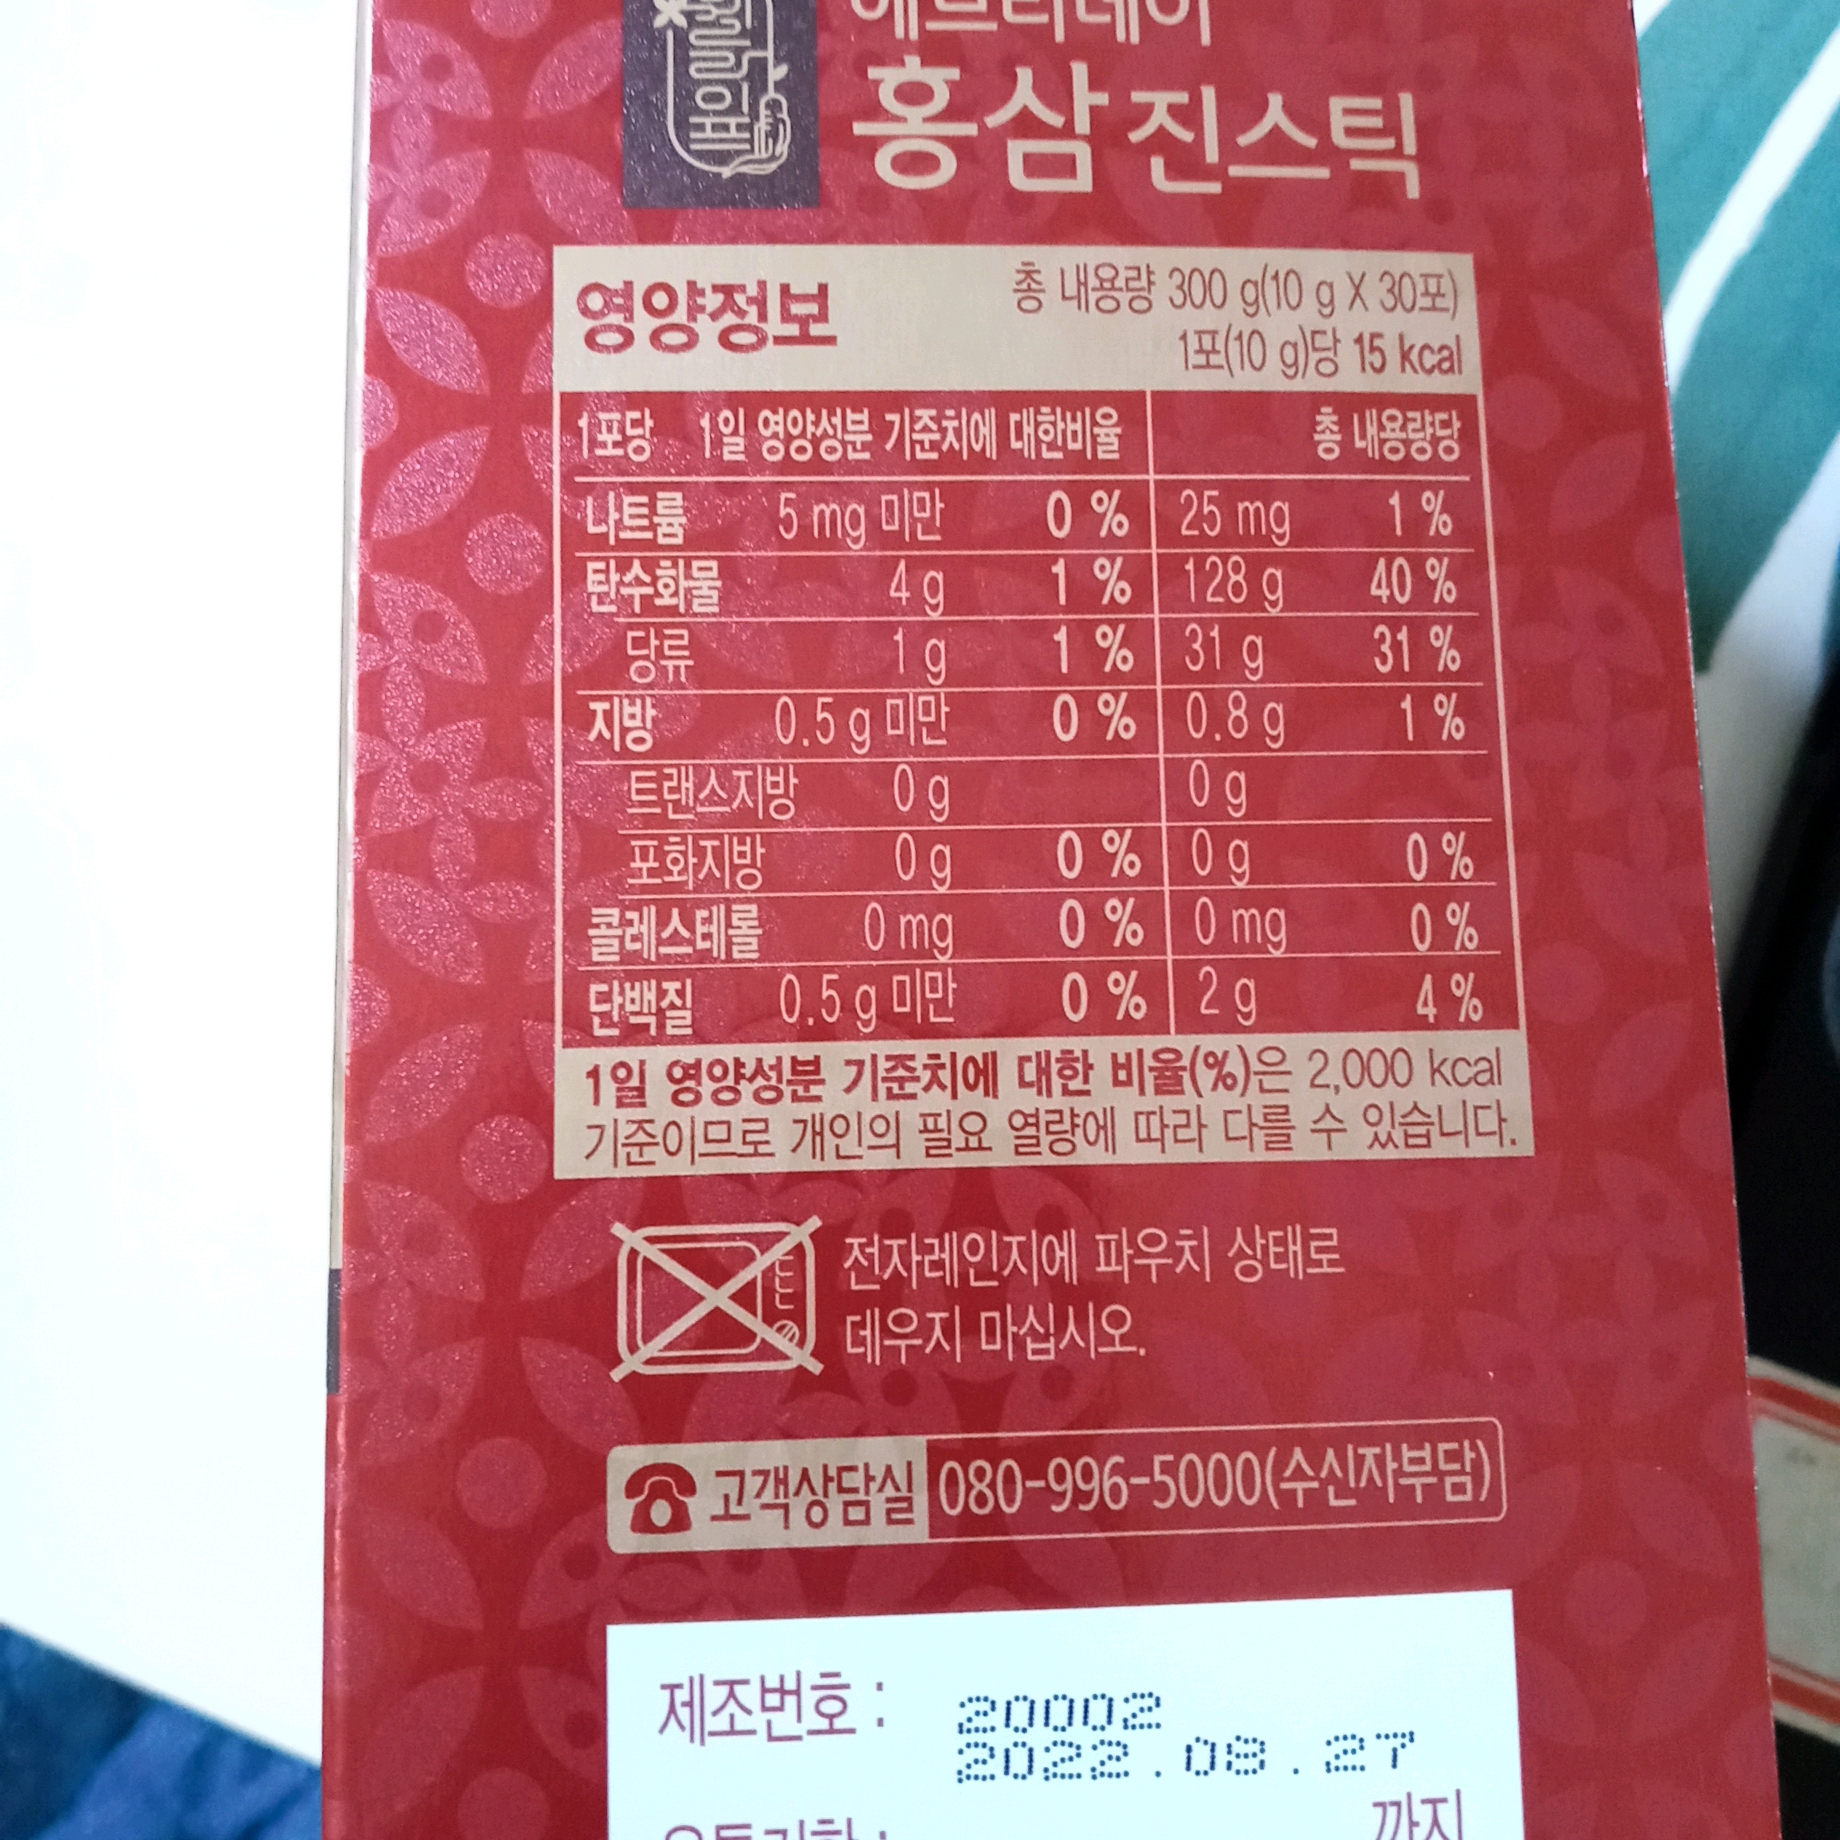 에브리데이
홍삼진스틱
영양정보
총 내용량 300 g(10 g X 30포)
1포(10 g)당 15 kcal
1포당 1일 영양성분 기준치에 대한비율 총 내용량당
나트륨 5 mg 미만 0 % 25 mg 1 %
탄수화물 4 g 1 % 128 g 40 %
당류 1 g 1 % 31 g 31 %
지방 0.5 g 미만 0 % 0.8 g 1 %
트랜스지방 0 g 0 g
포화지방 0 g 0 % 0 g 0 %
콜레스테롤 0 mg 0 % 0 mg 0 %
단백질 0.5 g 미만 0 % 2 g 4 %
1일 영양성분 기준치에 대한 비율(%)은 2,000 kcal
기준이므로 개인의 필요 열량에 따라 다를 수 있습니다.
전자레인지에 파우치 상태로
데우지 마십시오.
고객상담실 080-996-5000(수신자부담)
제조번호 : 20002
2022.08.27
까지